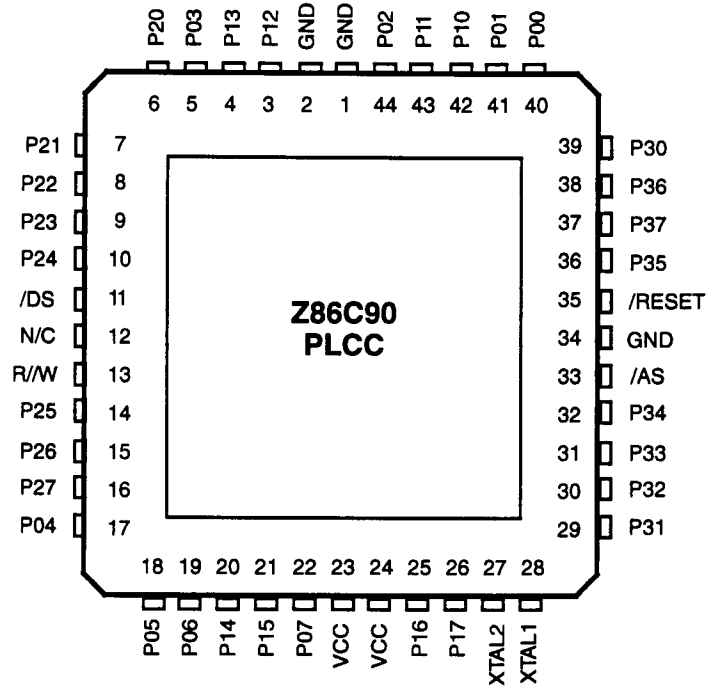 P20 P03 P13 P12 GND GND P02 P11 P10 P01 P00
6 5 4 3 2 1 44 43 42 41 40
P21 7 39 P30
P22 8 38 P36
P23 9 37 P37
P24 10 36 P35
/DS 11 35 /RESET
N/C 12 34 GND
R//W 13 33 /AS
P25 14 32 P34
P26 15 31 P33
P27 16 30 P32
P04 17 29 P31
Z86C90
PLCC
18 19 20 21 22 23 24 25 26 27 28
P05 P06 P14 P15 P07 VCC VCC P16 P17 XTAL2 XTAL1